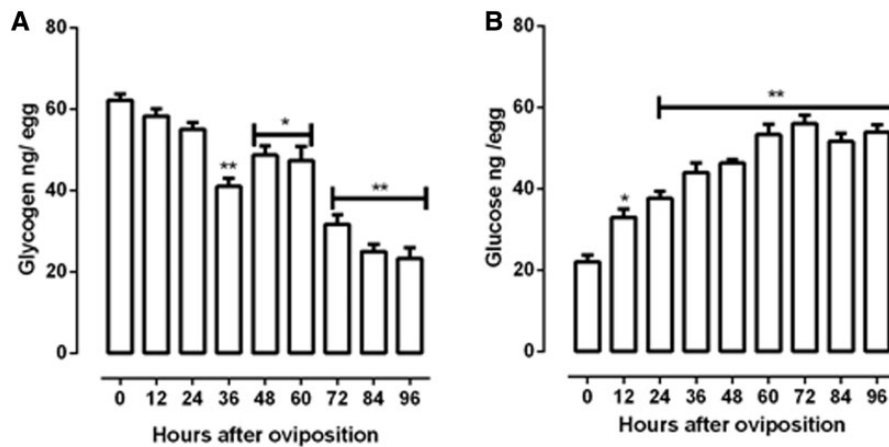 A
Glycogen ng/ egg
80
60
40
20
0
**
*
**
0 12 24 36 48 60 72 84 96
Hours after oviposition
B
Glucose ng /egg
80
60
40
20
0
*
**
0 12 24 36 48 60 72 84 96
Hours after oviposition